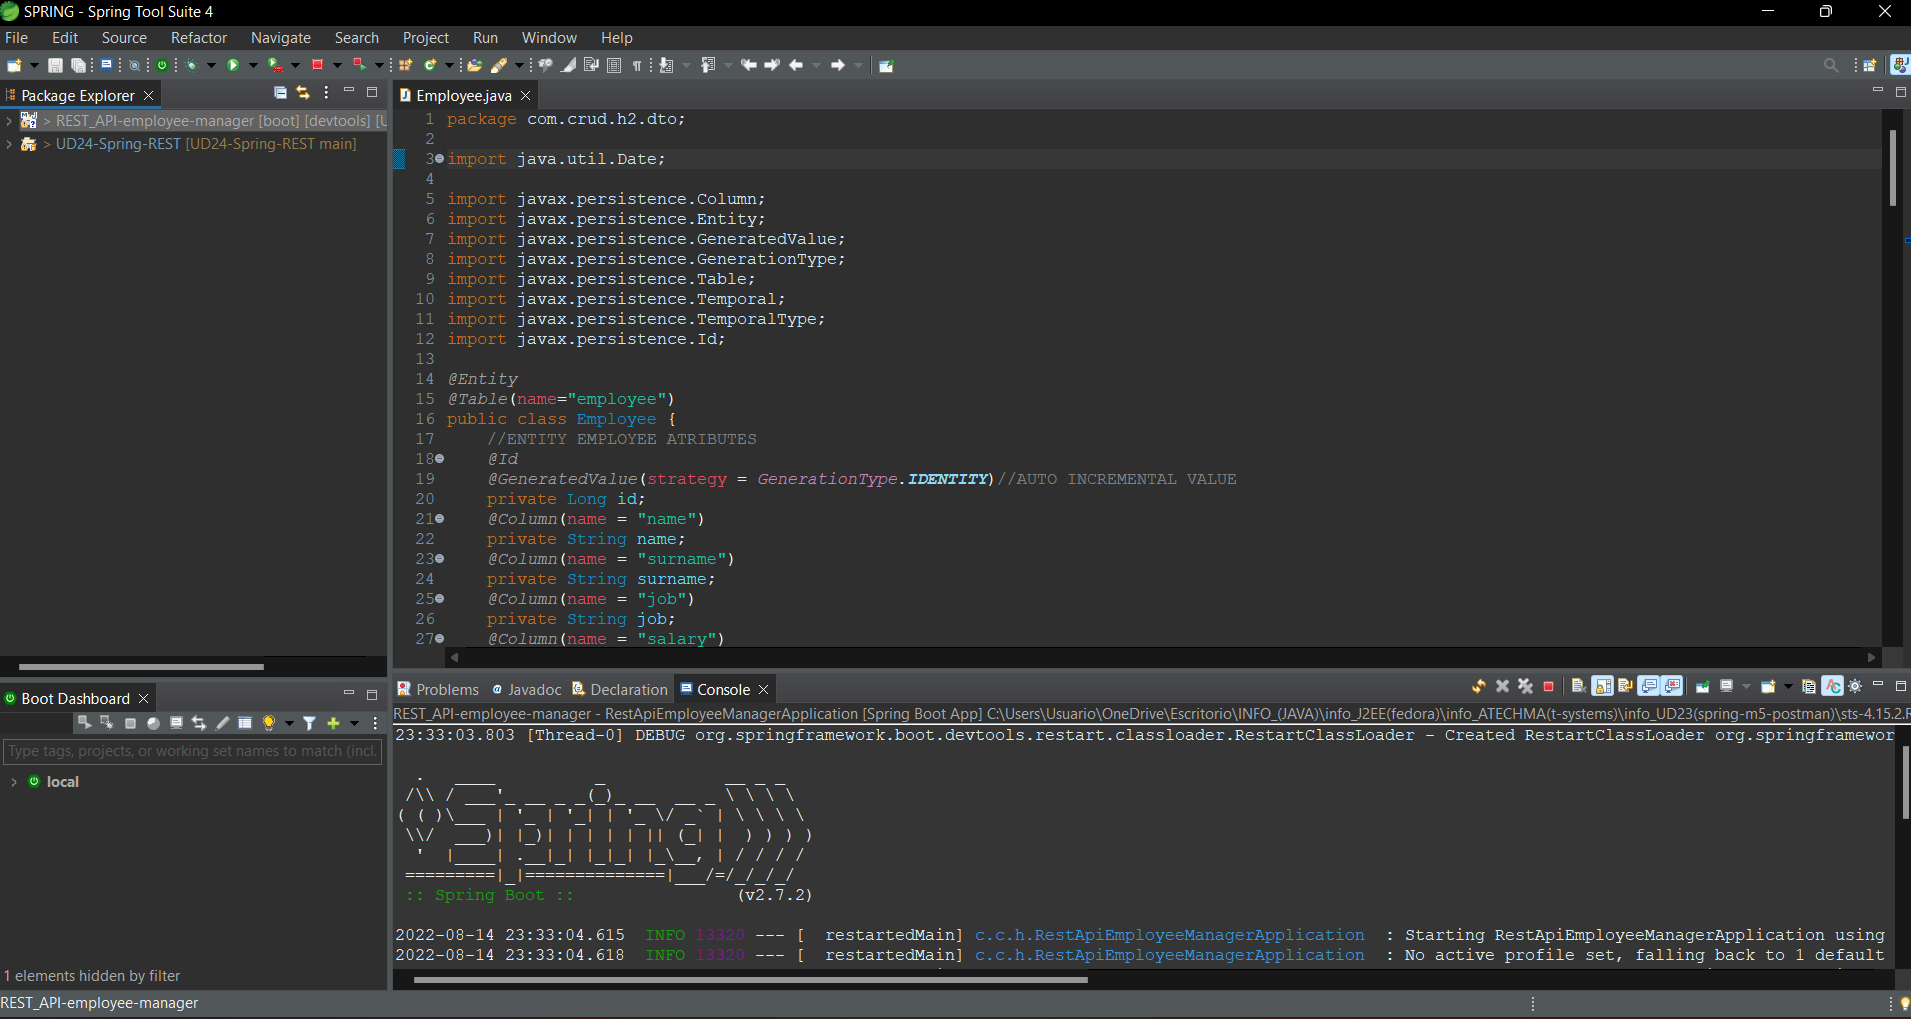 SPRING - Spring Tool Suite 4
File Edit Source Refactor Navigate Search Project Run Window Help
Package Explorer
> REST_API-employee-manager [boot] [devtools] [U
> UD24-Spring-REST [UD24-Spring-REST main]
Employee.java
1 package com.crud.h2.dto;
2
3 import java.util.Date;
4
5 import javax.persistence.Column;
6 import javax.persistence.Entity;
7 import javax.persistence.GeneratedValue;
8 import javax.persistence.GenerationType;
9 import javax.persistence.Table;
10 import javax.persistence.Temporal;
11 import javax.persistence.TemporalType;
12 import javax.persistence.Id;
13
14 @Entity
15 @Table(name="employee")
16 public class Employee {
17 //ENTITY EMPLOYEE ATRIBUTES
18 @Id
19 @GeneratedValue(strategy = GenerationType.IDENTITY)//AUTO INCREMENTAL VALUE
20 private Long id;
21 @Column(name = "name")
22 private String name;
23 @Column(name = "surname")
24 private String surname;
25 @Column(name = "job")
26 private String job;
27 @Column(name = "salary")
Boot Dashboard
Type tags, projects, or working set names to match (incl.
local
1 elements hidden by filter
Problems Javadoc Declaration Console
REST_API-employee-manager - RestApiEmployeeManagerApplication [Spring Boot App] C:\Users\Usuario\OneDrive\Escritorio\INFO_(JAVA)\info_J2EE(fedora)\info_ATECHMA(t-systems)\info_UD23(spring-m5-postman)\sts-4.15.2.R
23:33:03.803 [Thread-0] DEBUG org.springframework.boot.devtools.restart.classloader.RestartClassLoader - Created RestartClassLoader org.springframewor
Spring
:: Spring Boot :: (v2.7.2)
2022-08-14 23:33:04.615 INFO 13320 --- [ restartedMain] c.c.h.RestApiEmployeeManagerApplication : Starting RestApiEmployeeManagerApplication using
2022-08-14 23:33:04.618 INFO 13320 --- [ restartedMain] c.c.h.RestApiEmployeeManagerApplication : No active profile set, falling back to 1 default
REST_API-employee-manager